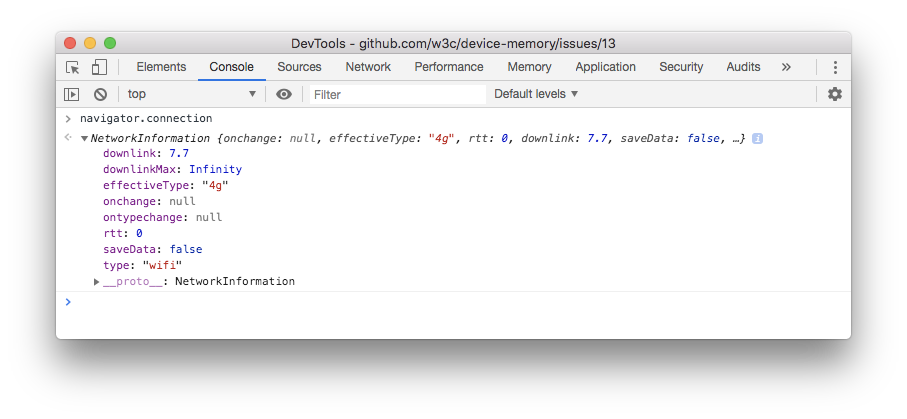 DevTools - github.com/w3c/device-memory/issues/13
Elements Console Sources Network Performance Memory Application Security Audits »
top ▼ Filter Default levels ▼
> navigator.connection
<· ▼NetworkInformation {onchange: null, effectiveType: "4g", rtt: 0, downlink: 7.7, saveData: false, …} i
downlink: 7.7
downlinkMax: Infinity
effectiveType: "4g"
onchange: null
ontypechange: null
rtt: 0
saveData: false
type: "wifi"
▶__proto__: NetworkInformation
>